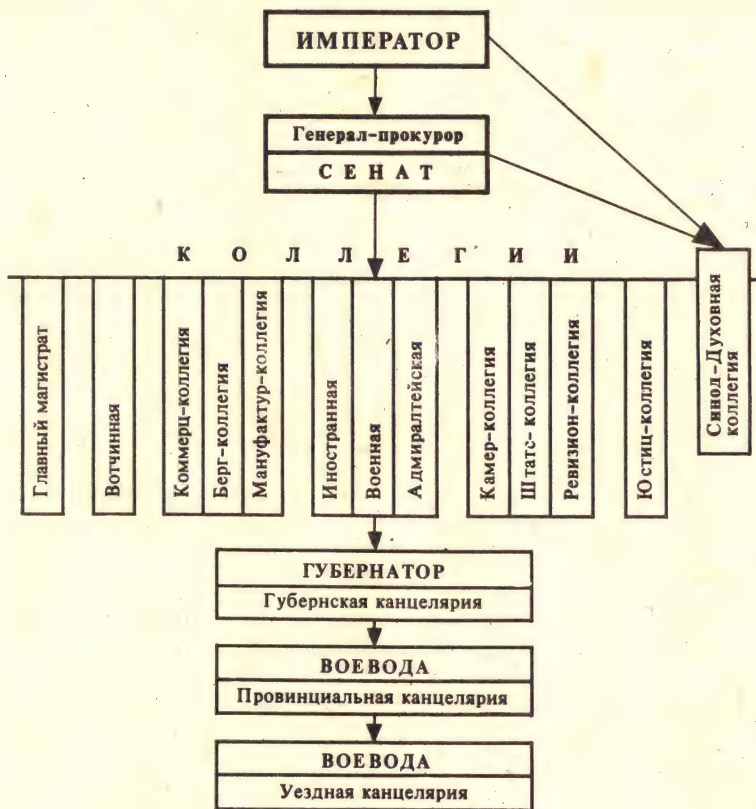 ИМПЕРАТОР
Генерал-прокурор
СЕНАТ
КОЛЛЕГИИ
Главный магистрат
Вотчинная
Коммерц-коллегия
Берг-коллегия
Мануфактур-коллегия
Иностранная
Военная
Адмиралтейская
Камер-коллегия
Штатс-коллегия
Ревизион-коллегия
Юстиц-коллегия
Синод-Духовная
коллегия
ГУБЕРНАТОР
Губернская канцелярия
ВОЕВОДА
Провинциальная канцелярия
ВОЕВОДА
Уездная канцелярия